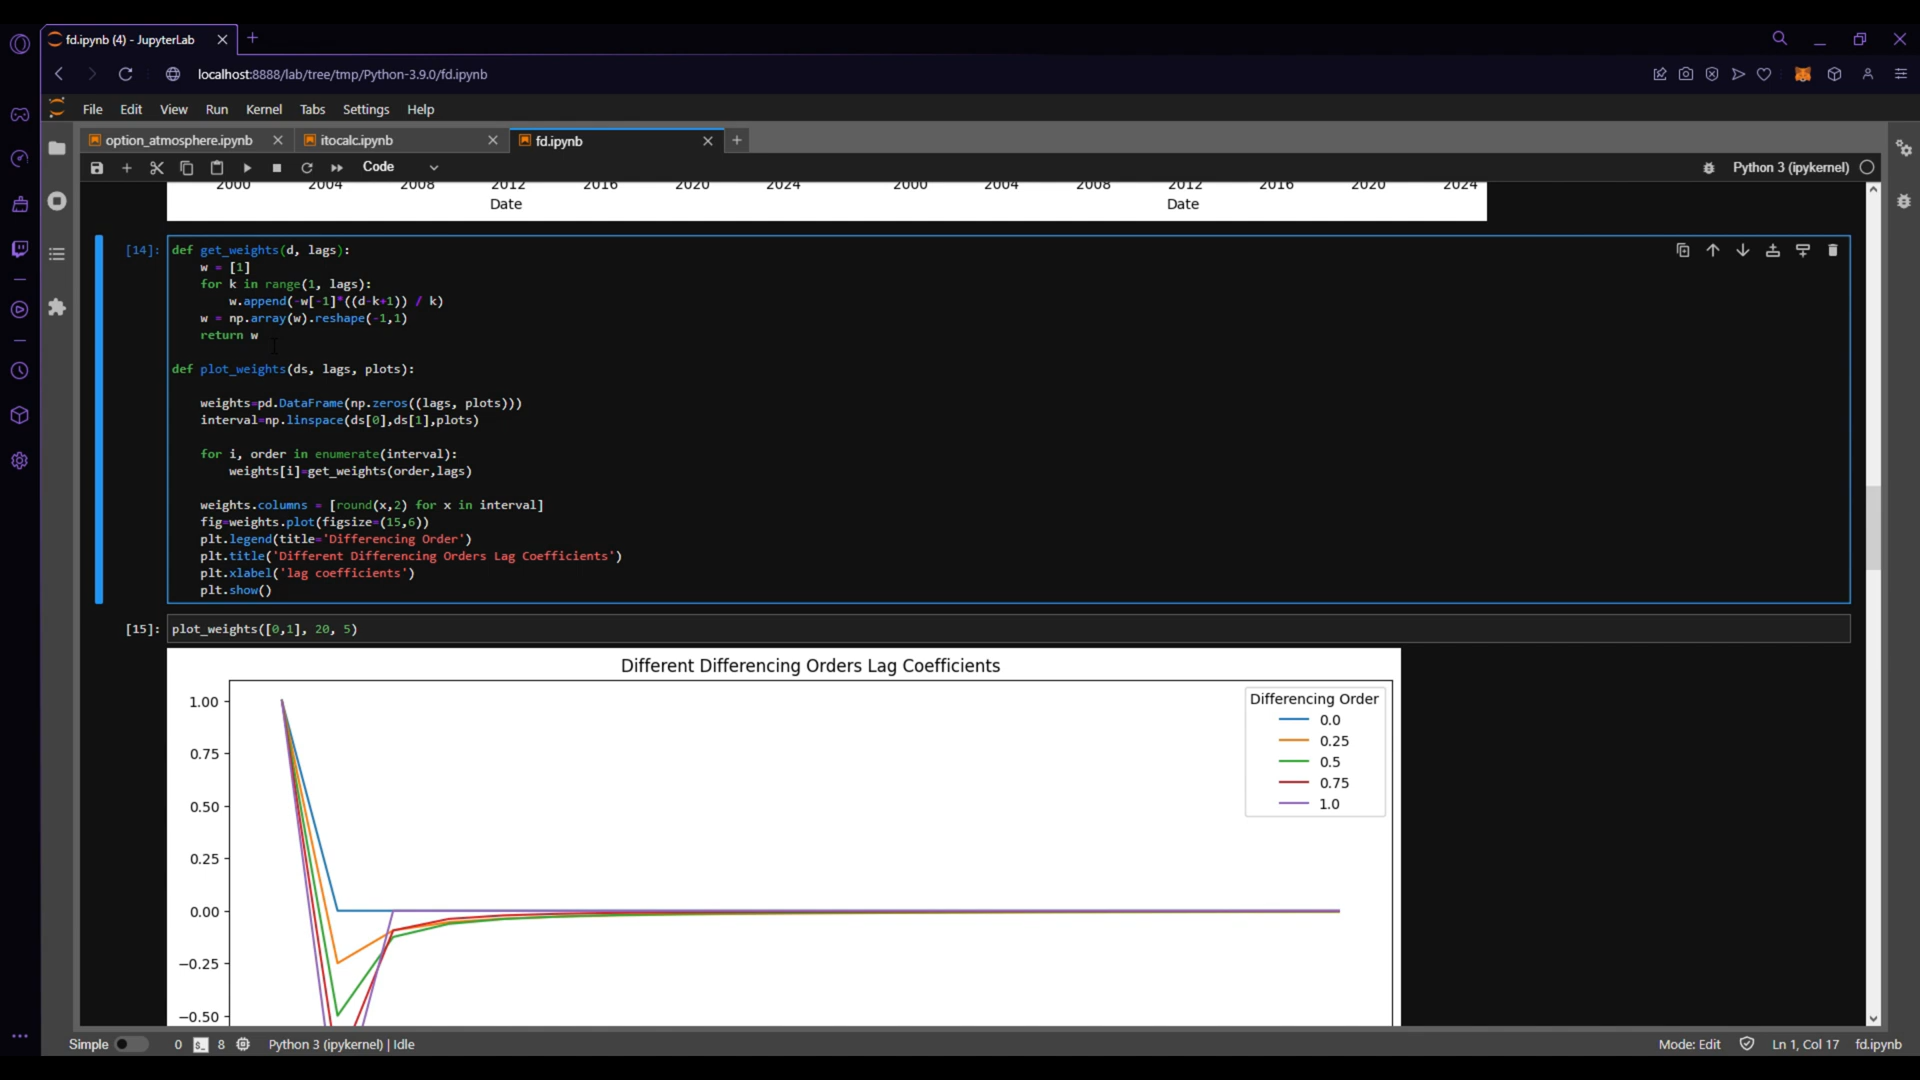 fd.ipynb (4) - JupyterLab
localhost:8888/lab/tree/tmp/Python-3.9.0/fd.ipynb
File Edit View Run Kernel Tabs Settings Help
option_atmosphere.ipynb itocalc.ipynb fd.ipynb
Code Python 3 (ipykernel)
2000 2004 2008 2012 2016 2020 2024 2000 2004 2008 2012 2016 2020 2024
Date Date
[14]: def get_weights(d, lags):
w = [1]
for k in range(1, lags):
w.append(-w[-1]*((d-k+1)) / k)
w = np.array(w).reshape(-1,1)
return w
def plot_weights(ds, lags, plots):
weights=pd.DataFrame(np.zeros((lags, plots)))
interval=np.linspace(ds[0],ds[1],plots)
for i, order in enumerate(interval):
weights[i]=get_weights(order,lags)
weights.columns = [round(x,2) for x in interval]
fig=weights.plot(figsize=(15,6))
plt.legend(title='Differencing Order')
plt.title('Different Differencing Orders Lag Coefficients')
plt.xlabel('lag coefficients')
plt.show()
[15]: plot_weights([0,1], 20, 5)
Different Differencing Orders Lag Coefficients
1.00
0.75
0.50
0.25
0.00
−0.25
−0.50
Differencing Order
0.0
0.25
0.5
0.75
1.0
Simple 0 8 Python 3 (ipykernel) | Idle Mode: Edit Ln 1, Col 17 fd.ipynb